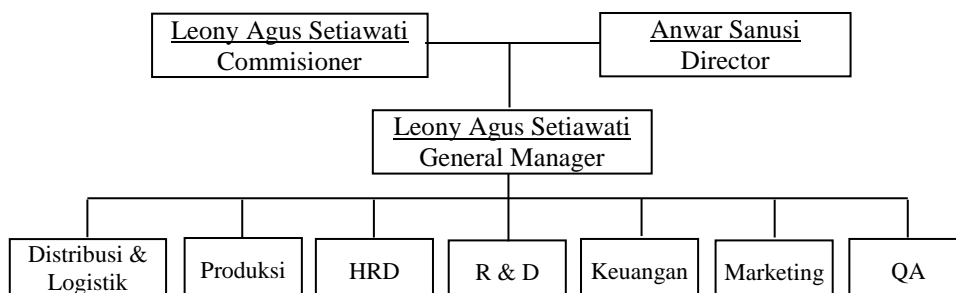 Leony Agus Setiawati
Commisioner
Anwar Sanusi
Director
Leony Agus Setiawati
General Manager
Distribusi &
Logistik
Produksi
HRD
R & D
Keuangan
Marketing
QA